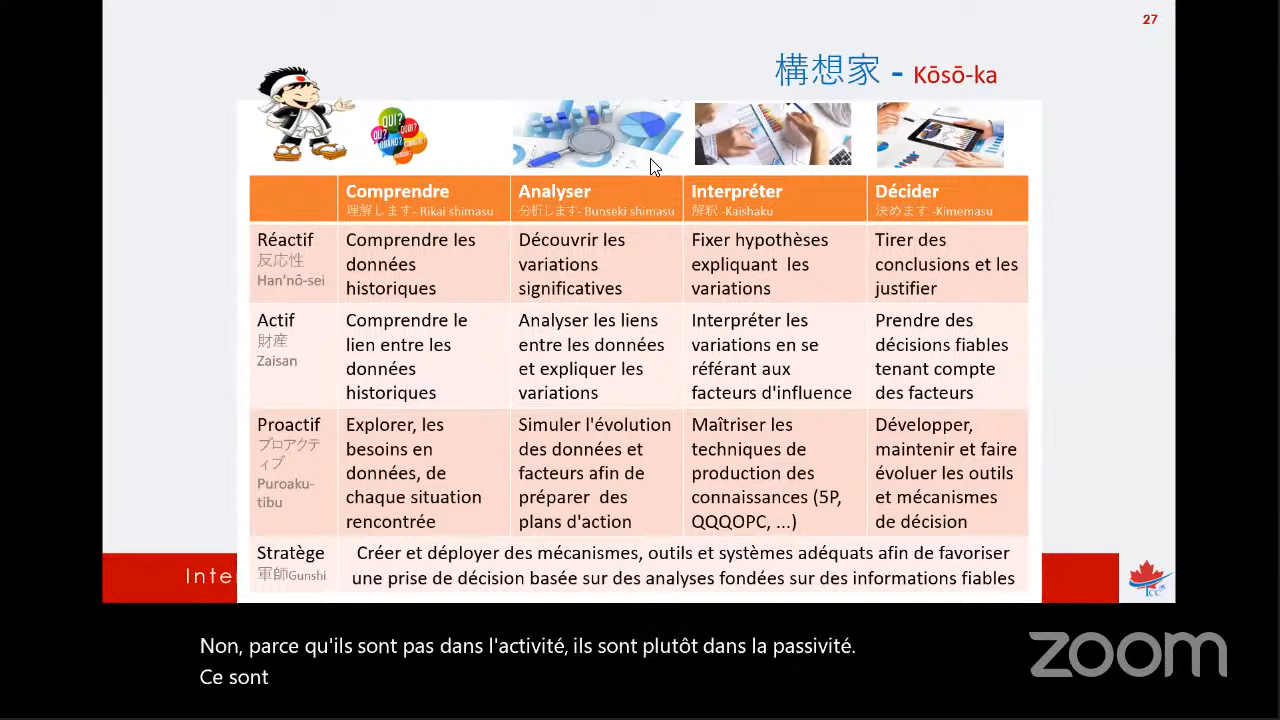 27
構想家 - Kōsō-ka
QUI?
OÙ?
QUOI?
QUAND?
Comprendre
理解します- Rikai shimasu
Analyser
分析します- Bunseki shimasu
Interpréter
解釈 -Kaishaku
Décider
決めます -Kimemasu
Réactif
反応性
Han'nō-sei
Comprendre les
données
historiques
Découvrir les
variations
significatives
Fixer hypothèses
expliquant les
variations
Tirer des
conclusions et les
justifier
Actif
財産
Zaisan
Comprendre le
lien entre les
données
historiques
Analyser les liens
entre les données
et expliquer les
variations
Interpréter les
variations en se
référant aux
facteurs d'influence
Prendre des
décisions fiables
tenant compte
des facteurs
Proactif
プロアクテ
ィブ
Puroaku-
tibu
Explorer, les
besoins en
données, de
chaque situation
rencontrée
Simuler l'évolution
des données et
facteurs afin de
préparer des
plans d'action
Maîtriser les
techniques de
production des
connaissances (5P,
QQQOPC, ...)
Développer,
maintenir et faire
évoluer les outils
et mécanismes
de décision
Stratège
軍師Gunshi
Créer et déployer des mécanismes, outils et systèmes adéquats afin de favoriser
une prise de décision basée sur des analyses fondées sur des informations fiables
Inte
Non, parce qu'ils sont pas dans l'activité, ils sont plutôt dans la passivité.
Ce sont
zoom